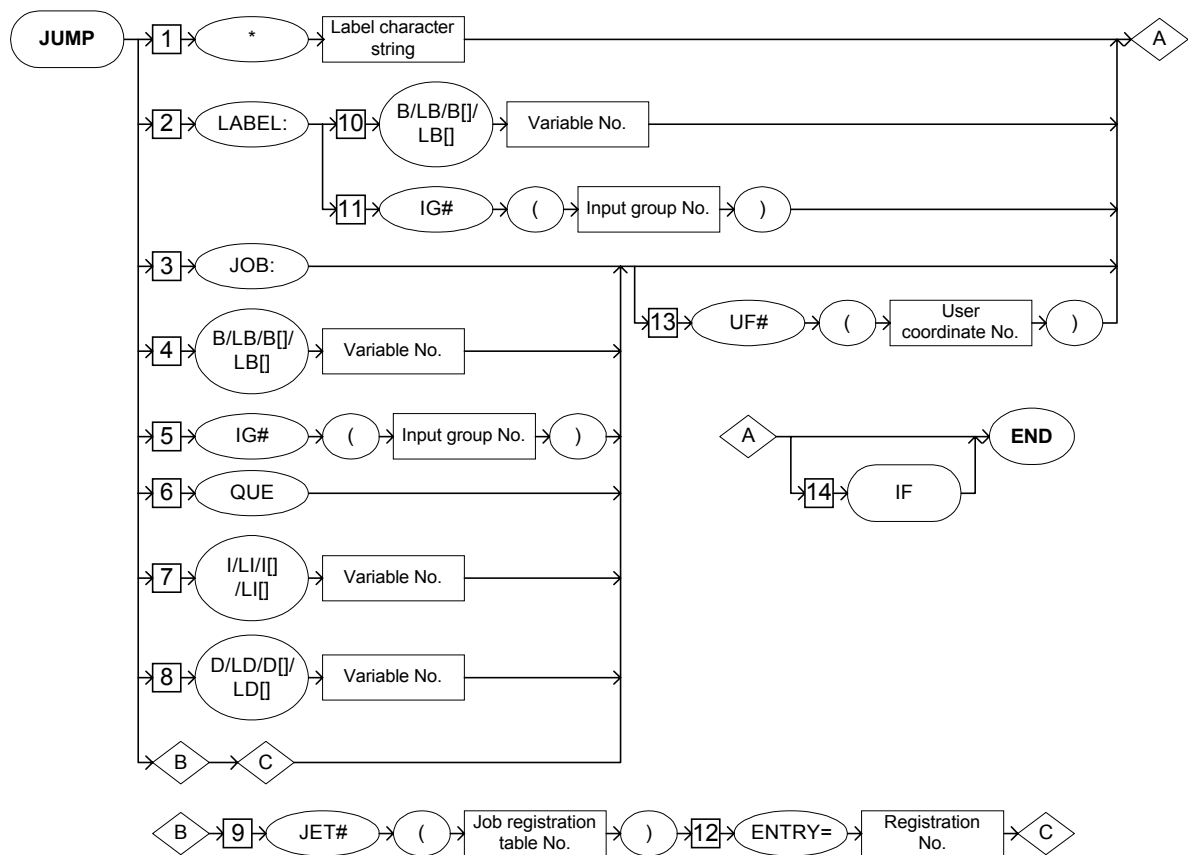 JUMP
1
*
Label character
string
A
2
LABEL:
10
B/LB/B[]/
LB[]
Variable No.
11
IG#
(
Input group No.
)
3
JOB:
13
UF#
(
User
coordinate No.
)
4
B/LB/B[]/
LB[]
Variable No.
5
IG#
(
Input group No.
)
A
END
14
IF
6
QUE
7
I/LI/I[]
/LI[]
Variable No.
8
D/LD/D[]/
LD[]
Variable No.
B
C
B
9
JET#
(
Job registration
table No.
)
12
ENTRY=
Registration
No.
C